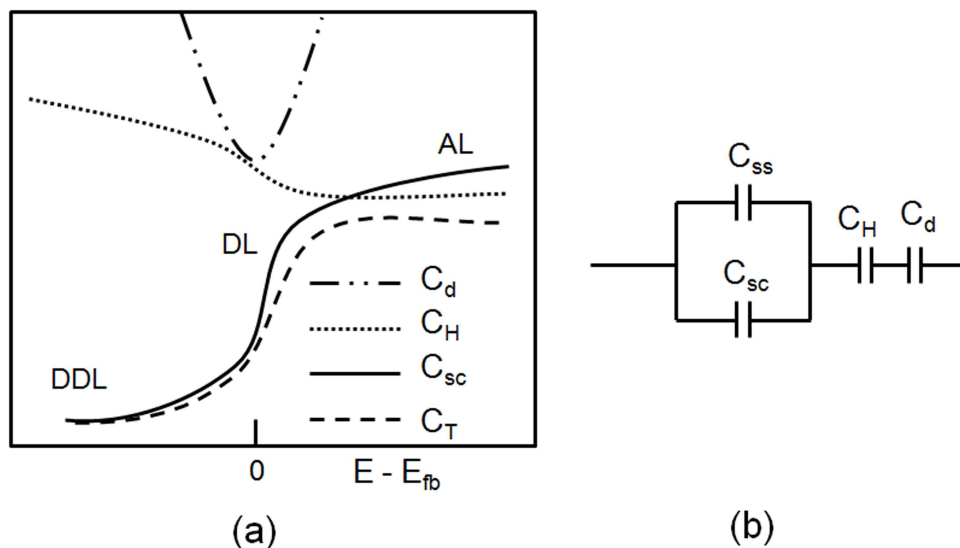 AL
DL
DDL
C_d
C_H
C_sc
C_T
0 E - E_fb
(a)
C_ss
C_H C_d
C_sc
(b)